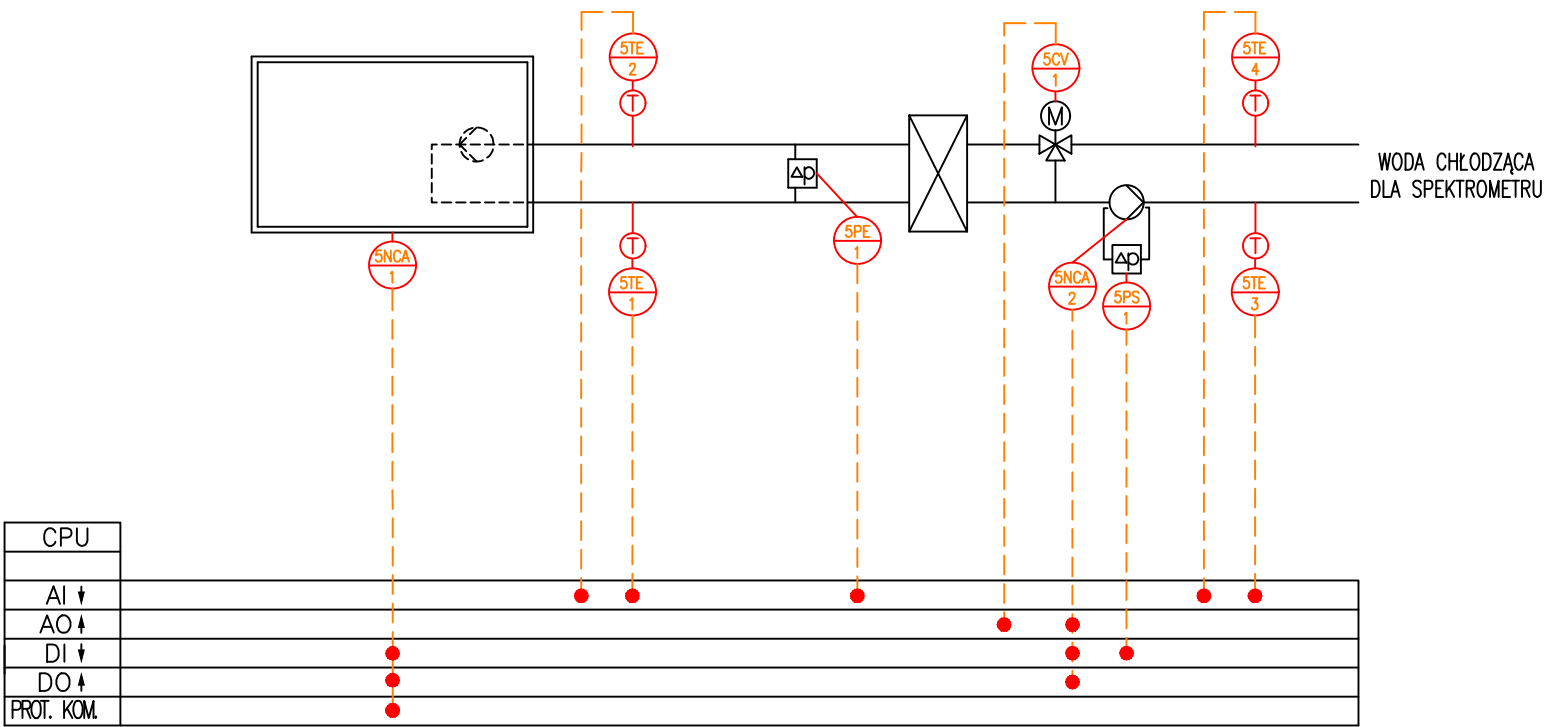 5TE
2
5CV
1
5TE
4
T
T
M
WODA CHŁODZĄCA
DLA SPEKTROMETRU
Δp
5NCA
1
T
5TE
1
5PE
1
5NCA
2
Δp
5PS
1
T
5TE
3
CPU
AI
AO
DI
DO
PROT. KOM.